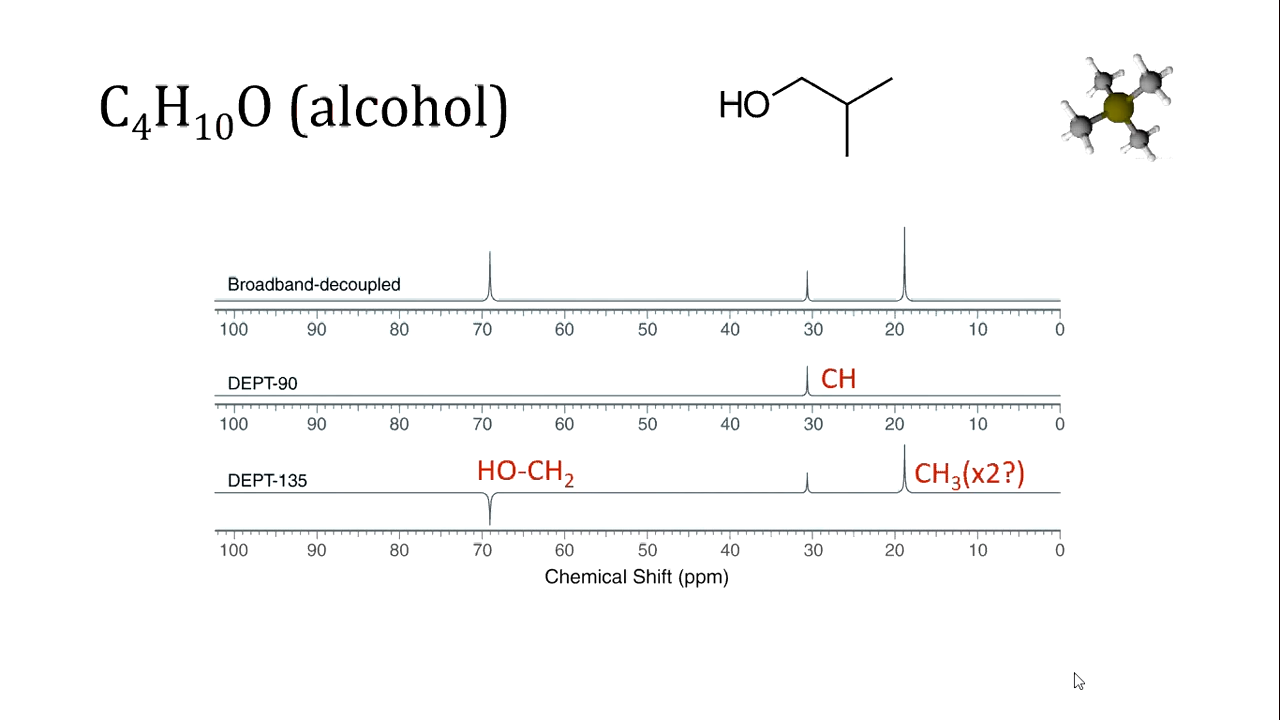 C₄H₁₀O (alcohol)
HO
Broadband-decoupled
100 90 80 70 60 50 40 30 20 10 0
DEPT-90
CH
100 90 80 70 60 50 40 30 20 10 0
DEPT-135
HO-CH₂
CH₃(x2?)
100 90 80 70 60 50 40 30 20 10 0
Chemical Shift (ppm)